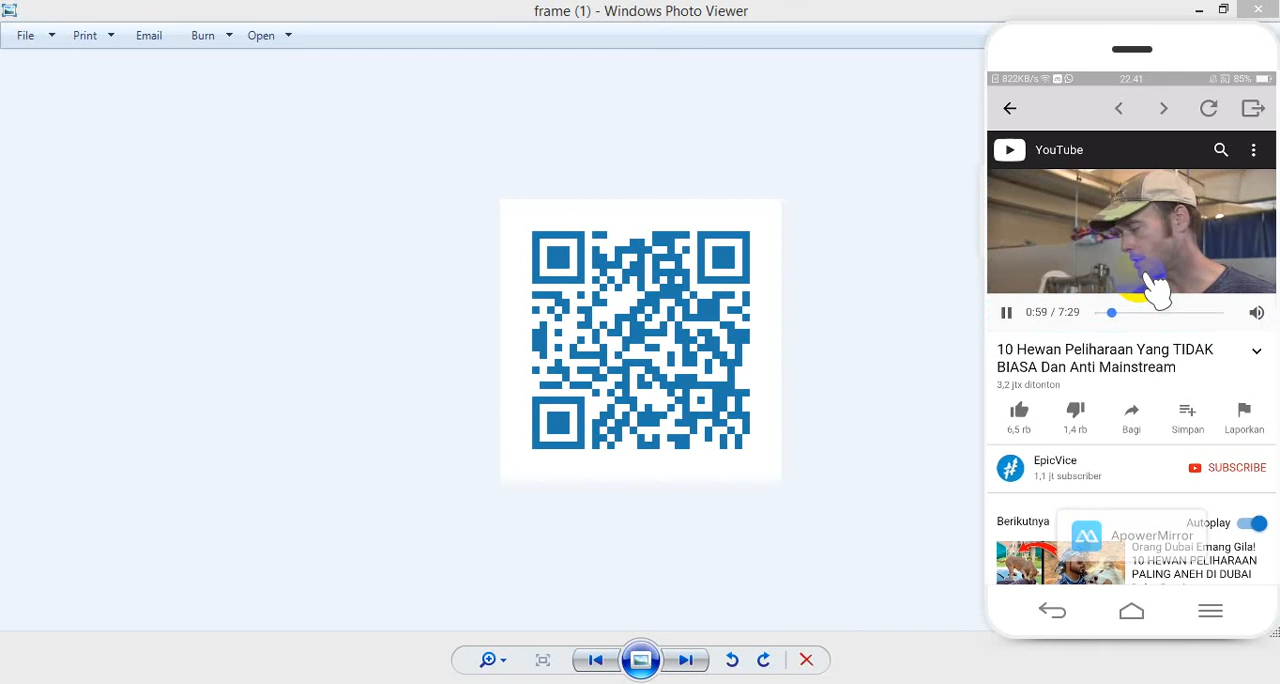 frame (1) - Windows Photo Viewer
File Print Email Burn Open
822KB/s 22.41 85%
YouTube
0:59 / 7:29
10 Hewan Peliharaan Yang TIDAK
BIASA Dan Anti Mainstream
3,2 jtx ditonton
6,5 rb 1,4 rb Bagi Simpan Laporkan
EpicVice
1,1 jt subscriber
SUBSCRIBE
Berikutnya
Autoplay
ApowerMirror
Orang Dubai Emang Gila!
10 HEWAN PELIHARAAN
PALING ANEH DI DUBAI